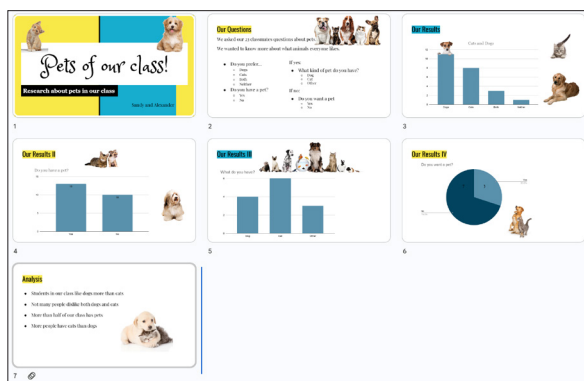 Pets of our class!
Research about pets in our class
Sandy and Alexander
1
Our Questions
We asked our 23 classmates questions about pets.
We wanted to know more about what animals everyone likes.
Do you prefer...
Dogs
Cats
Both
Neither
Do you have a pet?
Yes
No
If yes:
What kind of pet do you have?
Dog
Cat
Other
If no:
Do you want a pet
Yes
No
2
Our Results
Cats and Dogs
3
Our Results II
Do you have a pet?
4
Our Results III
What do you have?
5
Our Results IV
Do you want a pet?
6
Analysis
Students in our class like dogs more than cats
Not many people dislike both dogs and cats
More than half of our class has pets
More people have cats than dogs
7